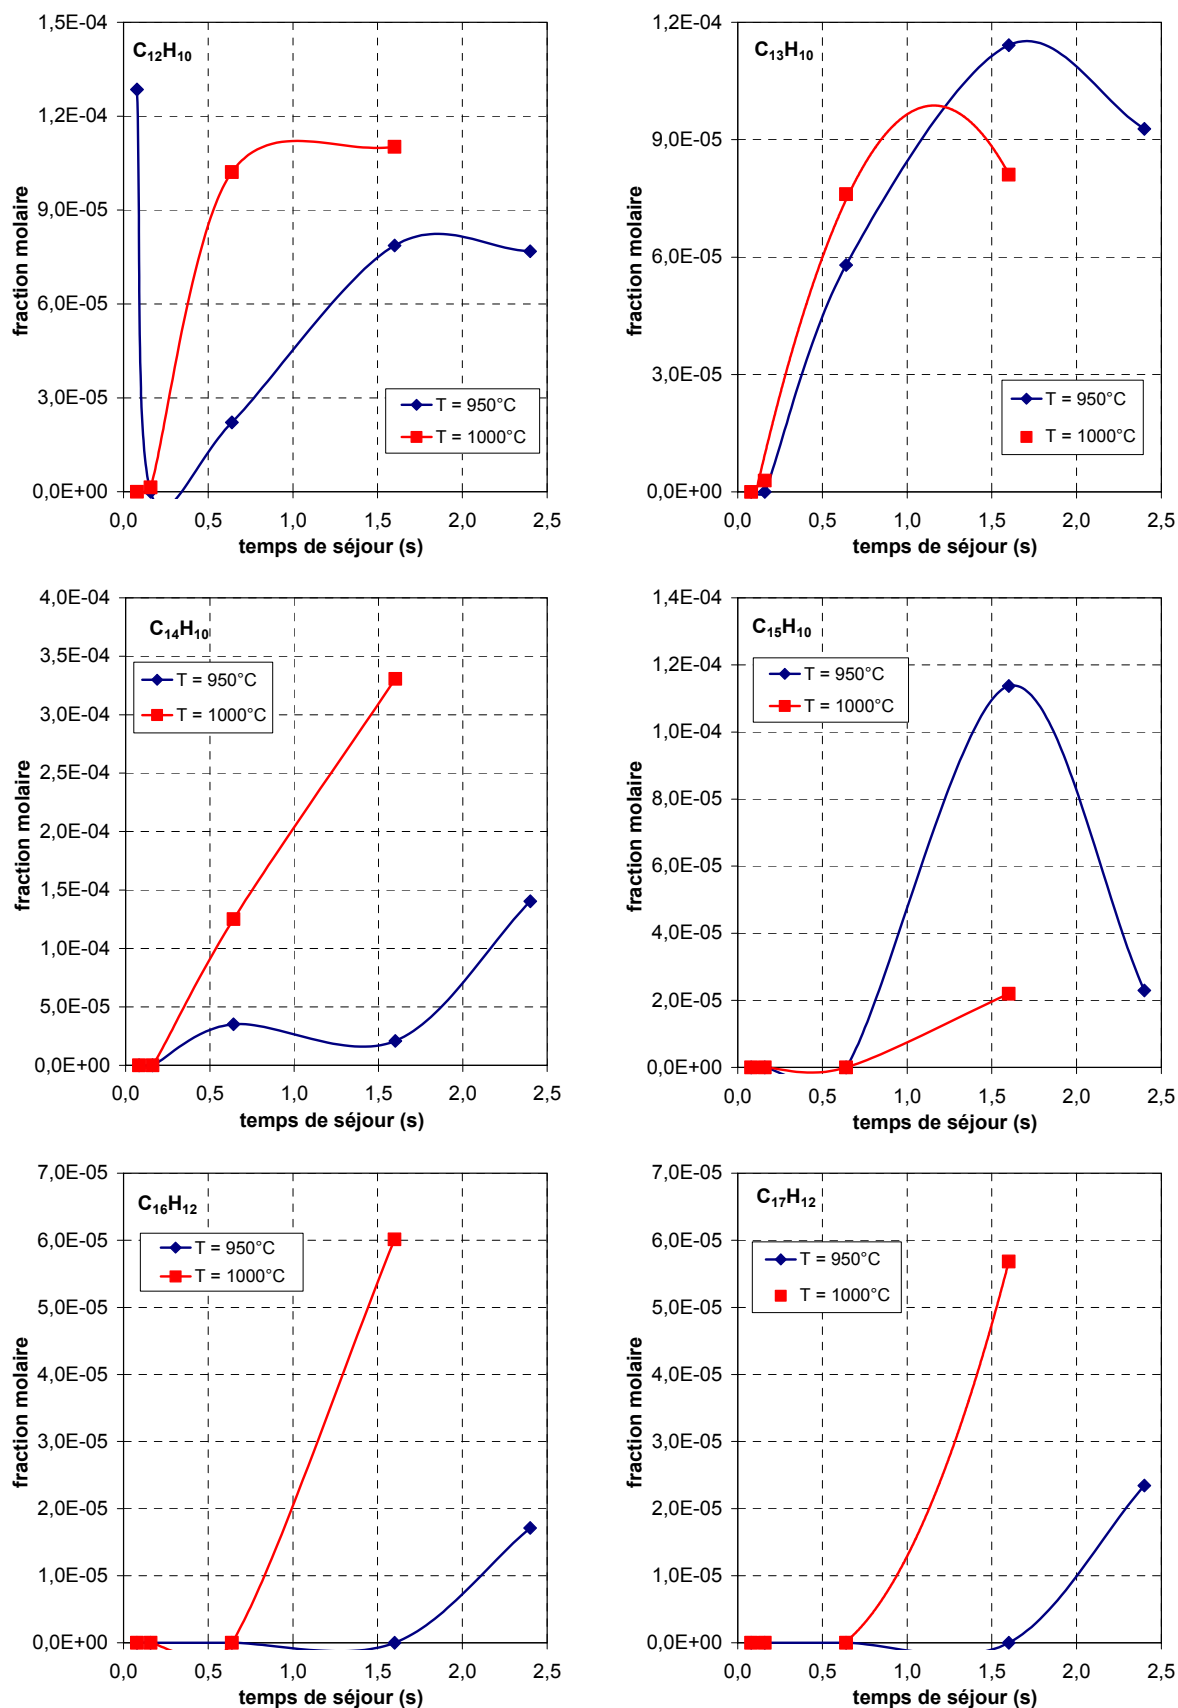 C12H10
fraction molaire
1,5E-04
1,2E-04
9,0E-05
6,0E-05
3,0E-05
0,0E+00
T = 950°C
T = 1000°C
0,0 0,5 1,0 1,5 2,0 2,5
temps de séjour (s)
C13H10
fraction molaire
1,2E-04
9,0E-05
6,0E-05
3,0E-05
0,0E+00
T = 950°C
T = 1000°C
0,0 0,5 1,0 1,5 2,0 2,5
temps de séjour (s)
C14H10
fraction molaire
4,0E-04
3,5E-04
3,0E-04
2,5E-04
2,0E-04
1,5E-04
1,0E-04
5,0E-05
0,0E+00
T = 950°C
T = 1000°C
0,0 0,5 1,0 1,5 2,0 2,5
temps de séjour (s)
C15H10
fraction molaire
1,4E-04
1,2E-04
1,0E-04
8,0E-05
6,0E-05
4,0E-05
2,0E-05
0,0E+00
T = 950°C
T = 1000°C
0,0 0,5 1,0 1,5 2,0 2,5
temps de séjour (s)
C16H12
fraction molaire
7,0E-05
6,0E-05
5,0E-05
4,0E-05
3,0E-05
2,0E-05
1,0E-05
0,0E+00
T = 950°C
T = 1000°C
0,0 0,5 1,0 1,5 2,0 2,5
temps de séjour (s)
C17H12
fraction molaire
7,0E-05
6,0E-05
5,0E-05
4,0E-05
3,0E-05
2,0E-05
1,0E-05
0,0E+00
T = 950°C
T = 1000°C
0,0 0,5 1,0 1,5 2,0 2,5
temps de séjour (s)